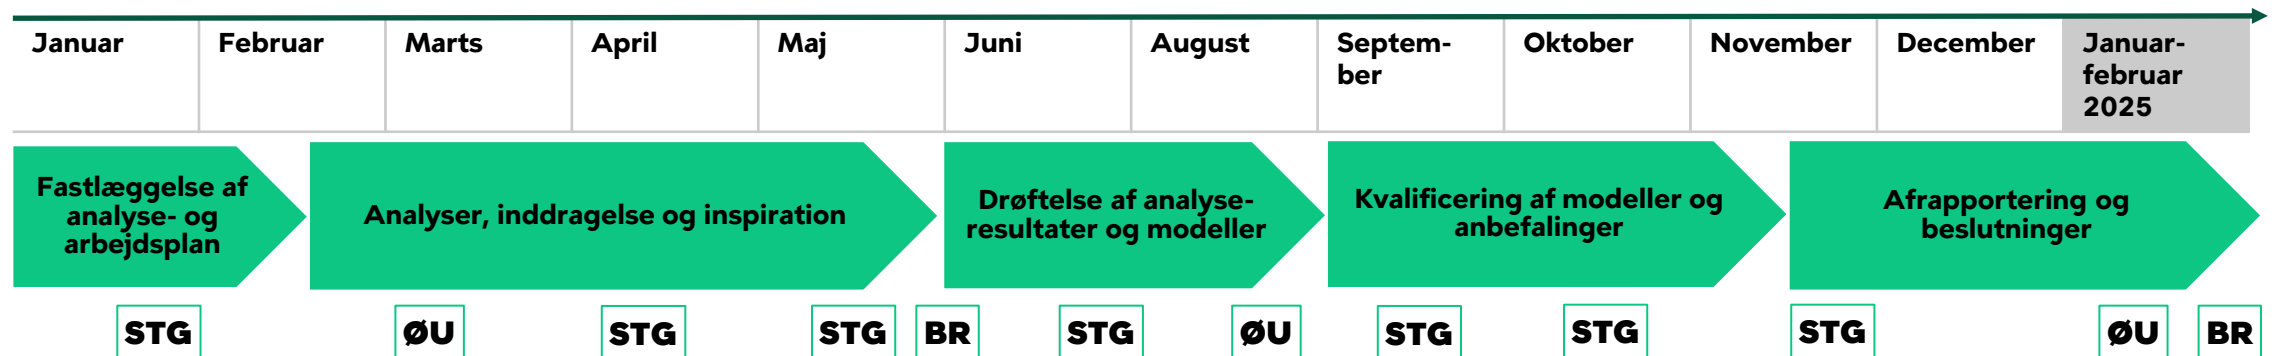 Januar
Februar
Marts
April
Maj
Juni
August
Septem-
ber
Oktober
November
December
Januar-
februar
2025
Fastlæggelse af
analyse- og
arbejdsplan
Analyser, inddragelse og inspiration
Drøftelse af analyse-
resultater og modeller
Kvalificering af modeller og
anbefalinger
Afrapportering og
beslutninger
STG
ØU
STG
STG
BR
STG
ØU
STG
STG
STG
ØU
BR